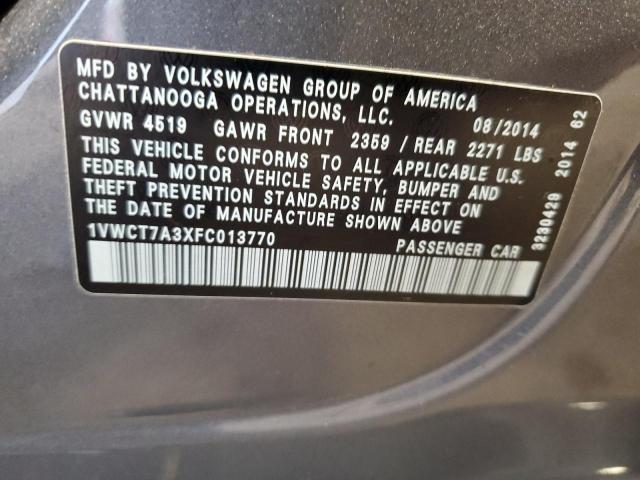 MFD BY VOLKSWAGEN GROUP OF AMERICA
CHATTANOOGA OPERATIONS, LLC.
08/2014
GVWR 4519 GAWR FRONT 2359 / REAR 2271 LBS
THIS VEHICLE CONFORMS TO ALL APPLICABLE U.S.
FEDERAL MOTOR VEHICLE SAFETY, BUMPER AND
THEFT PREVENTION STANDARDS IN EFFECT ON
THE DATE OF MANUFACTURE SHOWN ABOVE
1VWCT7A3XFC013770 PASSENGER CAR
3230429 2014 62